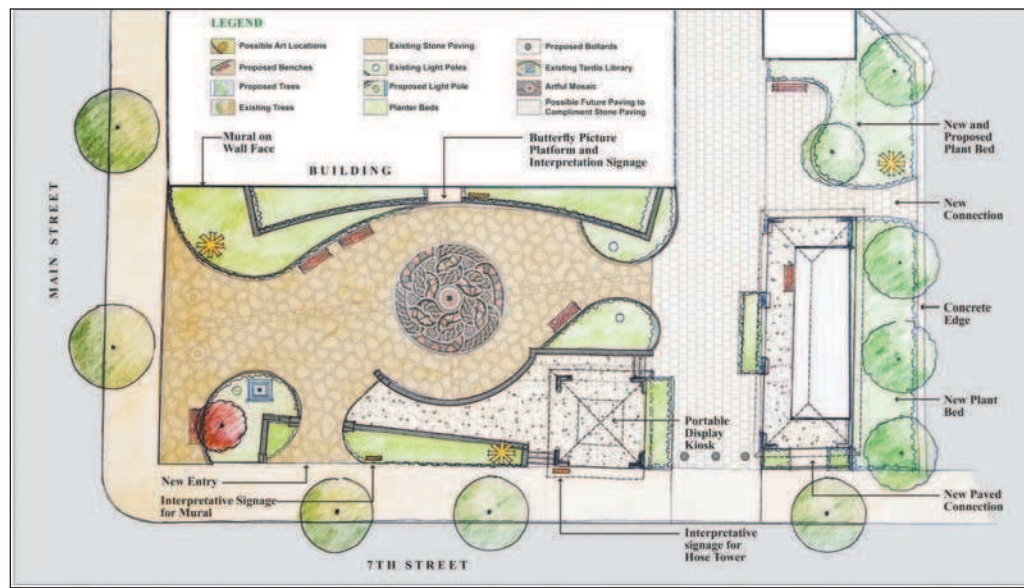 LEGEND
Possible Art Locations
Proposed Benches
Proposed Trees
Existing Trees
Existing Stone Paving
Existing Light Poles
Proposed Light Pole
Planter Beds
Proposed Bollards
Existing Tardis Library
Artful Mosaic
Possible Future Paving to
Compliment Stone Paving
Mural on
Wall Face
BUILDING
Butterfly Picture
Platform and
Interpretation Signage
New and
Proposed Plant
Bed
New
Connection
MAIN STREET
Concrete
Edge
New Plant
Bed
Portable
Display
Kiosk
New Entry
Interpretative Signage
for Mural
New Paved
Connection
Interpretative
signage for
Hose Tower
7TH STREET